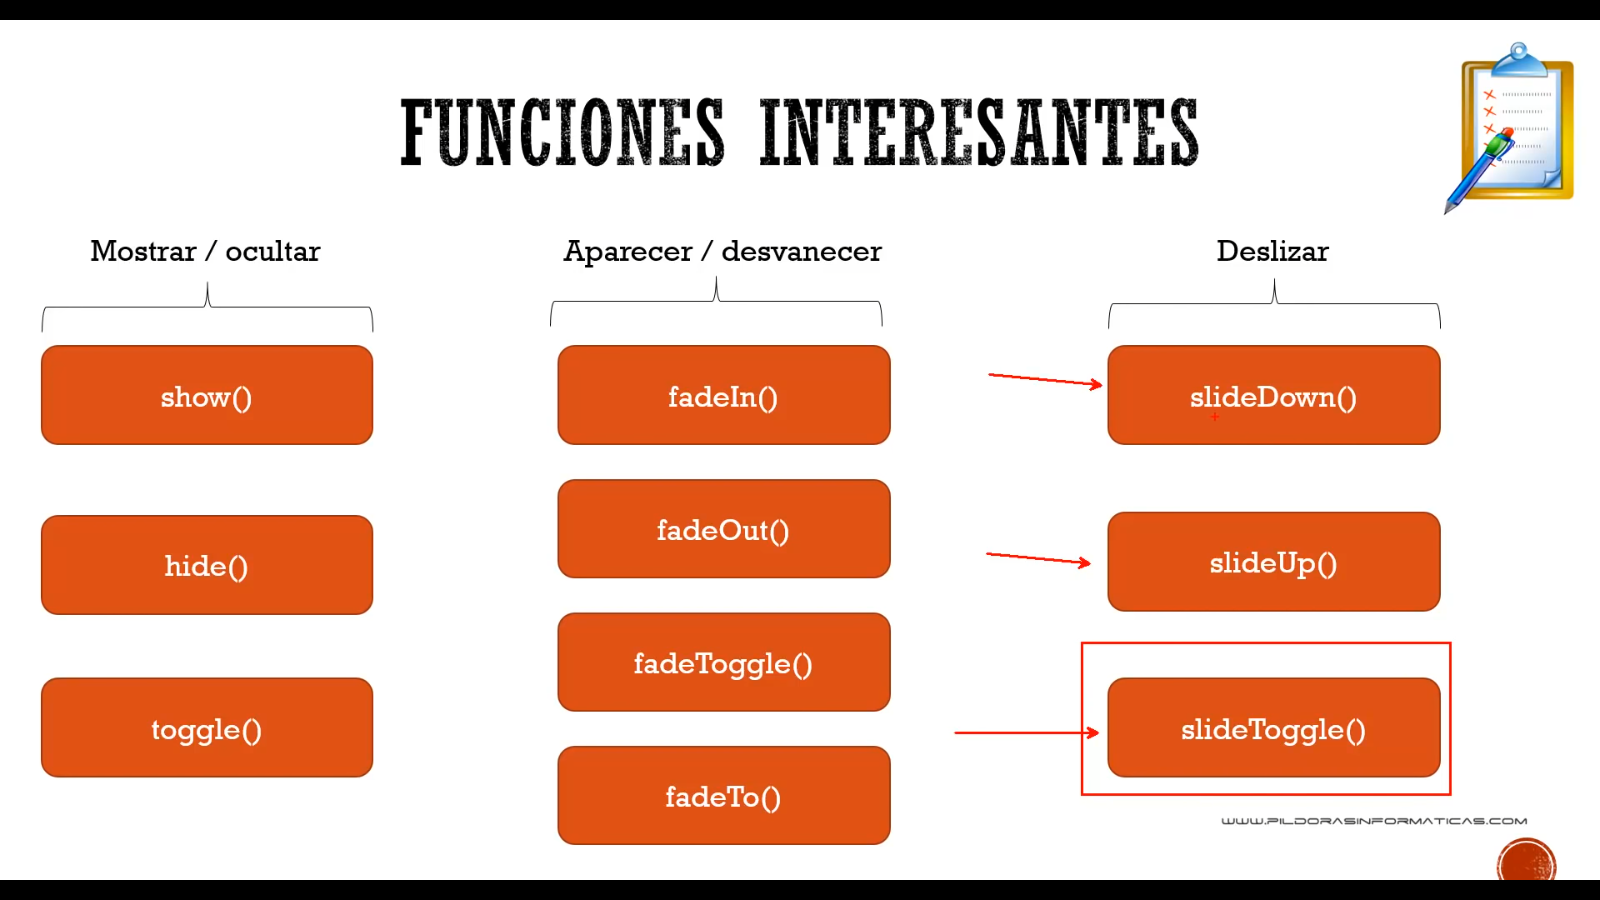 FUNCIONES INTERESANTES
Mostrar / ocultar
show()
hide()
toggle()
Aparecer / desvanecer
fadeIn()
fadeOut()
fadeToggle()
fadeTo()
Deslizar
slideDown()
slideUp()
slideToggle()
WWW.PILDORASINFORMATICAS.COM